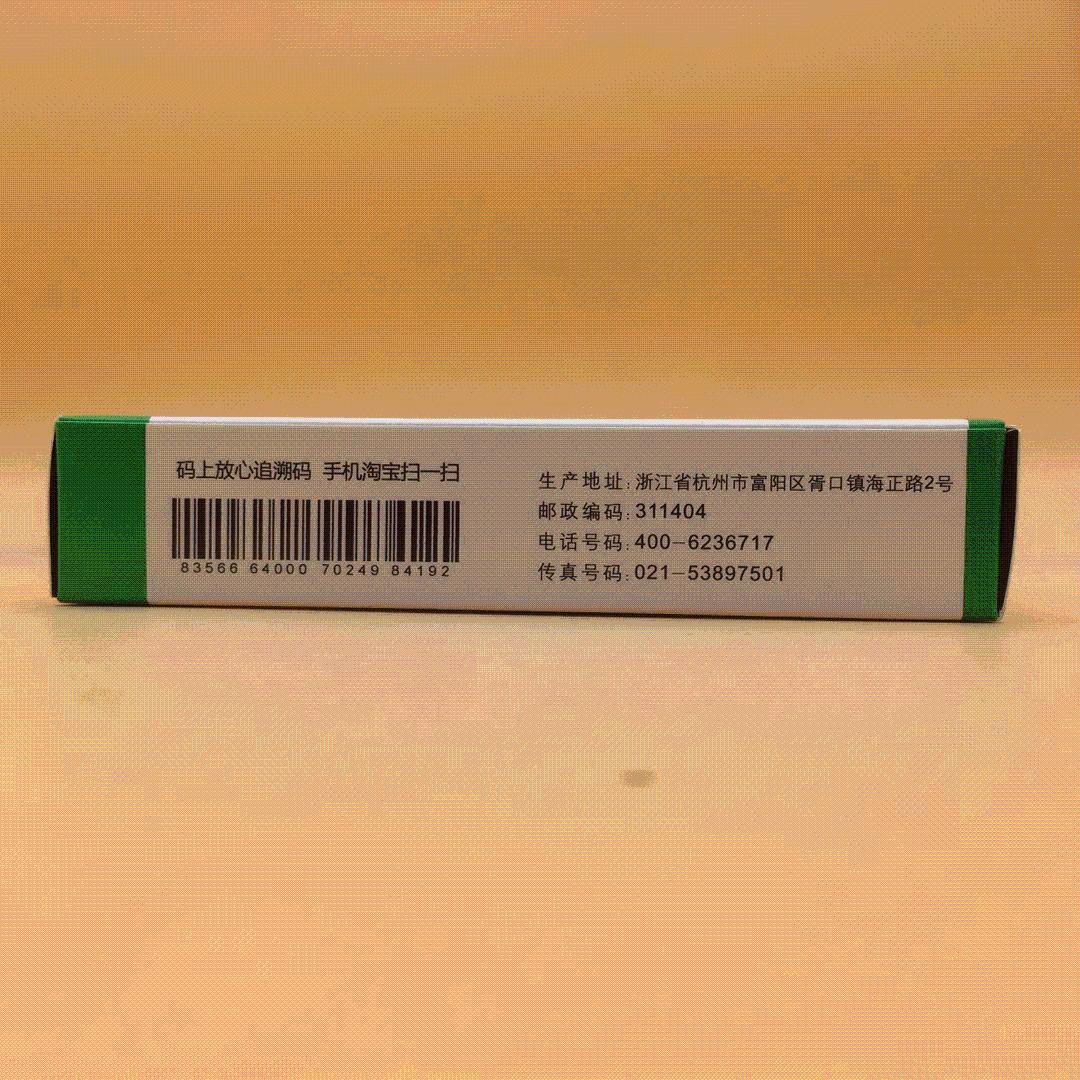 码上放心追溯码 手机淘宝扫一扫
83566 64000 70249 84192
生产地址:浙江省杭州市富阳区胥口镇海正路2号
邮政编码:311404
电话号码:400-6236717
传真号码:021-53897501